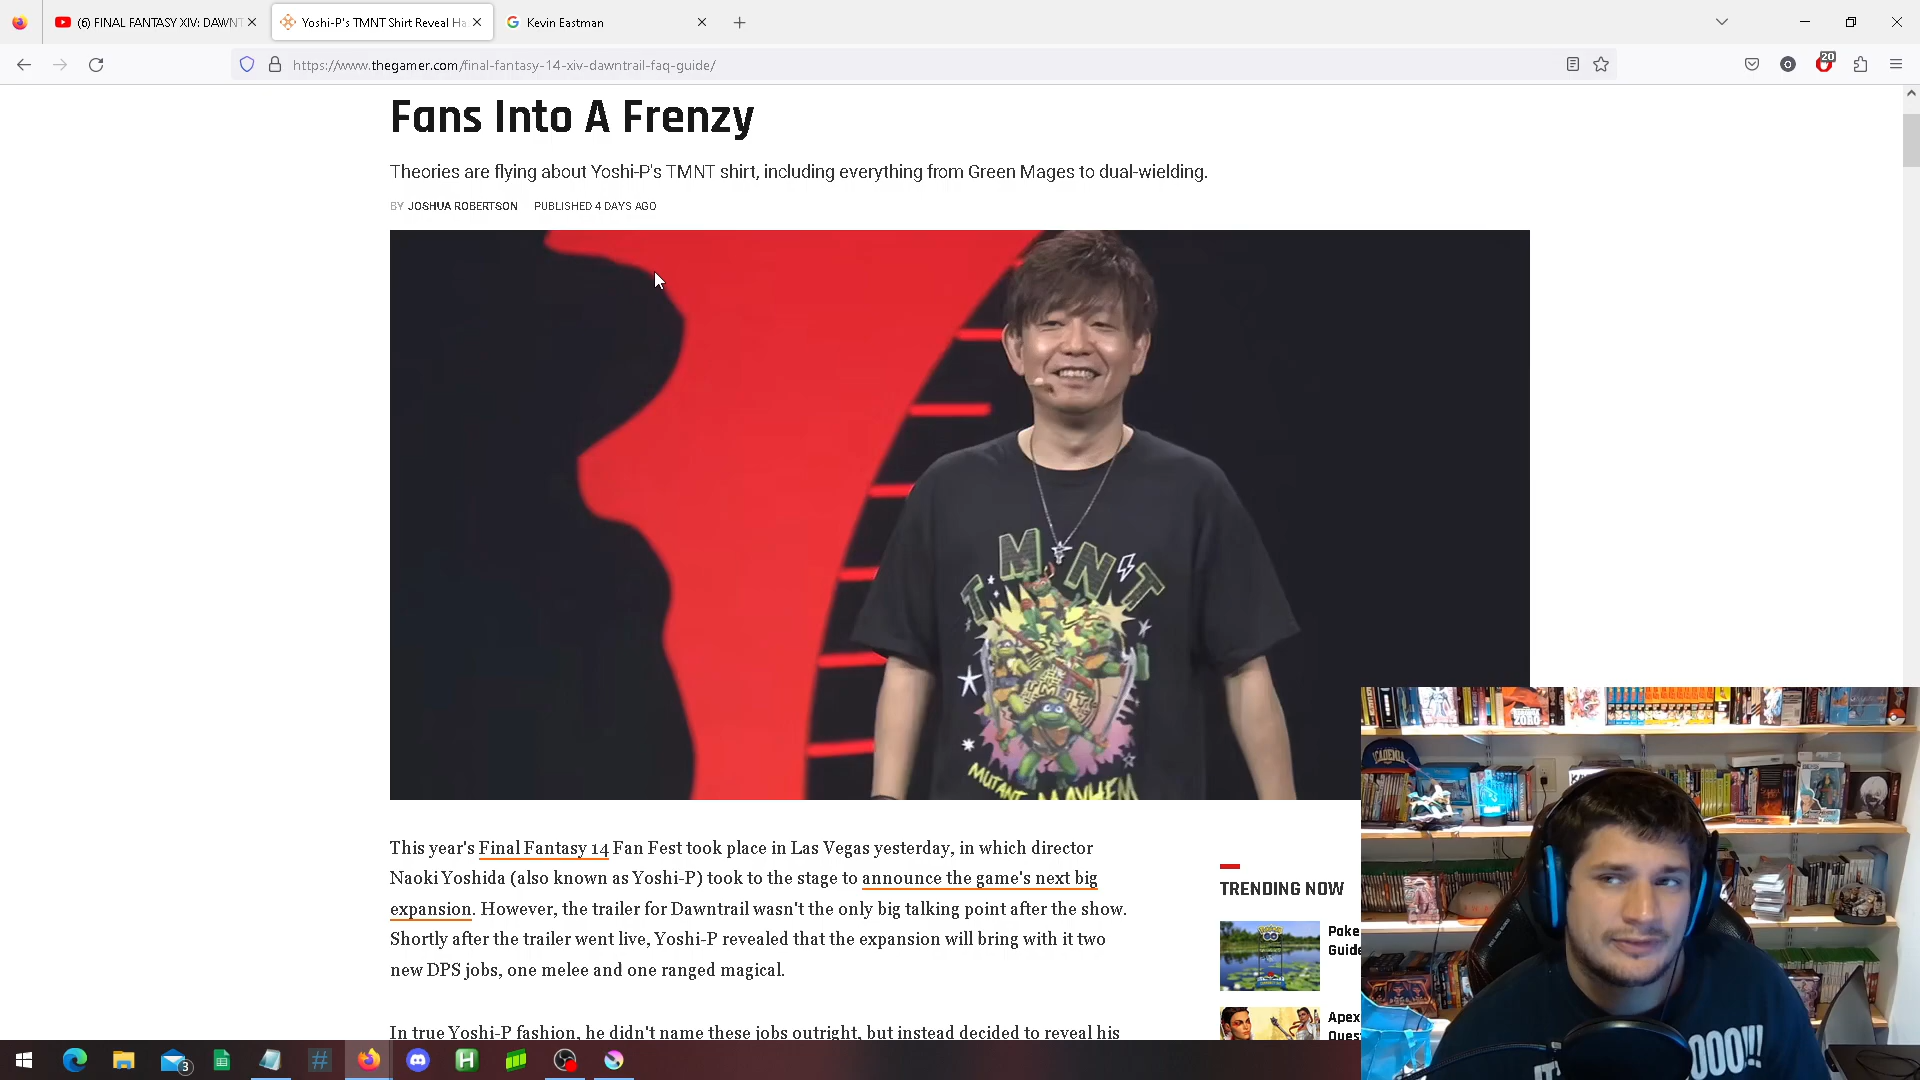 (6) FINAL FANTASY XIV: DAWNT
Yoshi-P's TMNT Shirt Reveal Ha
Kevin Eastman
https://www.thegamer.com/final-fantasy-14-xiv-dawntrail-faq-guide/
20
Fans Into A Frenzy
Theories are flying about Yoshi-P's TMNT shirt, including everything from Green Mages to dual-wielding.
BY JOSHUA ROBERTSON PUBLISHED 4 DAYS AGO
TMNT
MUTANT MAYHEM
This year's Final Fantasy 14 Fan Fest took place in Las Vegas yesterday, in which director
Naoki Yoshida (also known as Yoshi-P) took to the stage to announce the game's next big
expansion. However, the trailer for Dawntrail wasn't the only big talking point after the show.
Shortly after the trailer went live, Yoshi-P revealed that the expansion will bring with it two
new DPS jobs, one melee and one ranged magical.
In true Yoshi-P fashion, he didn't name these jobs outright, but instead decided to reveal his
TRENDING NOW
Poke
Guide
Apex
Ques
ACADEMIA
ZORO
OOO!!!
3